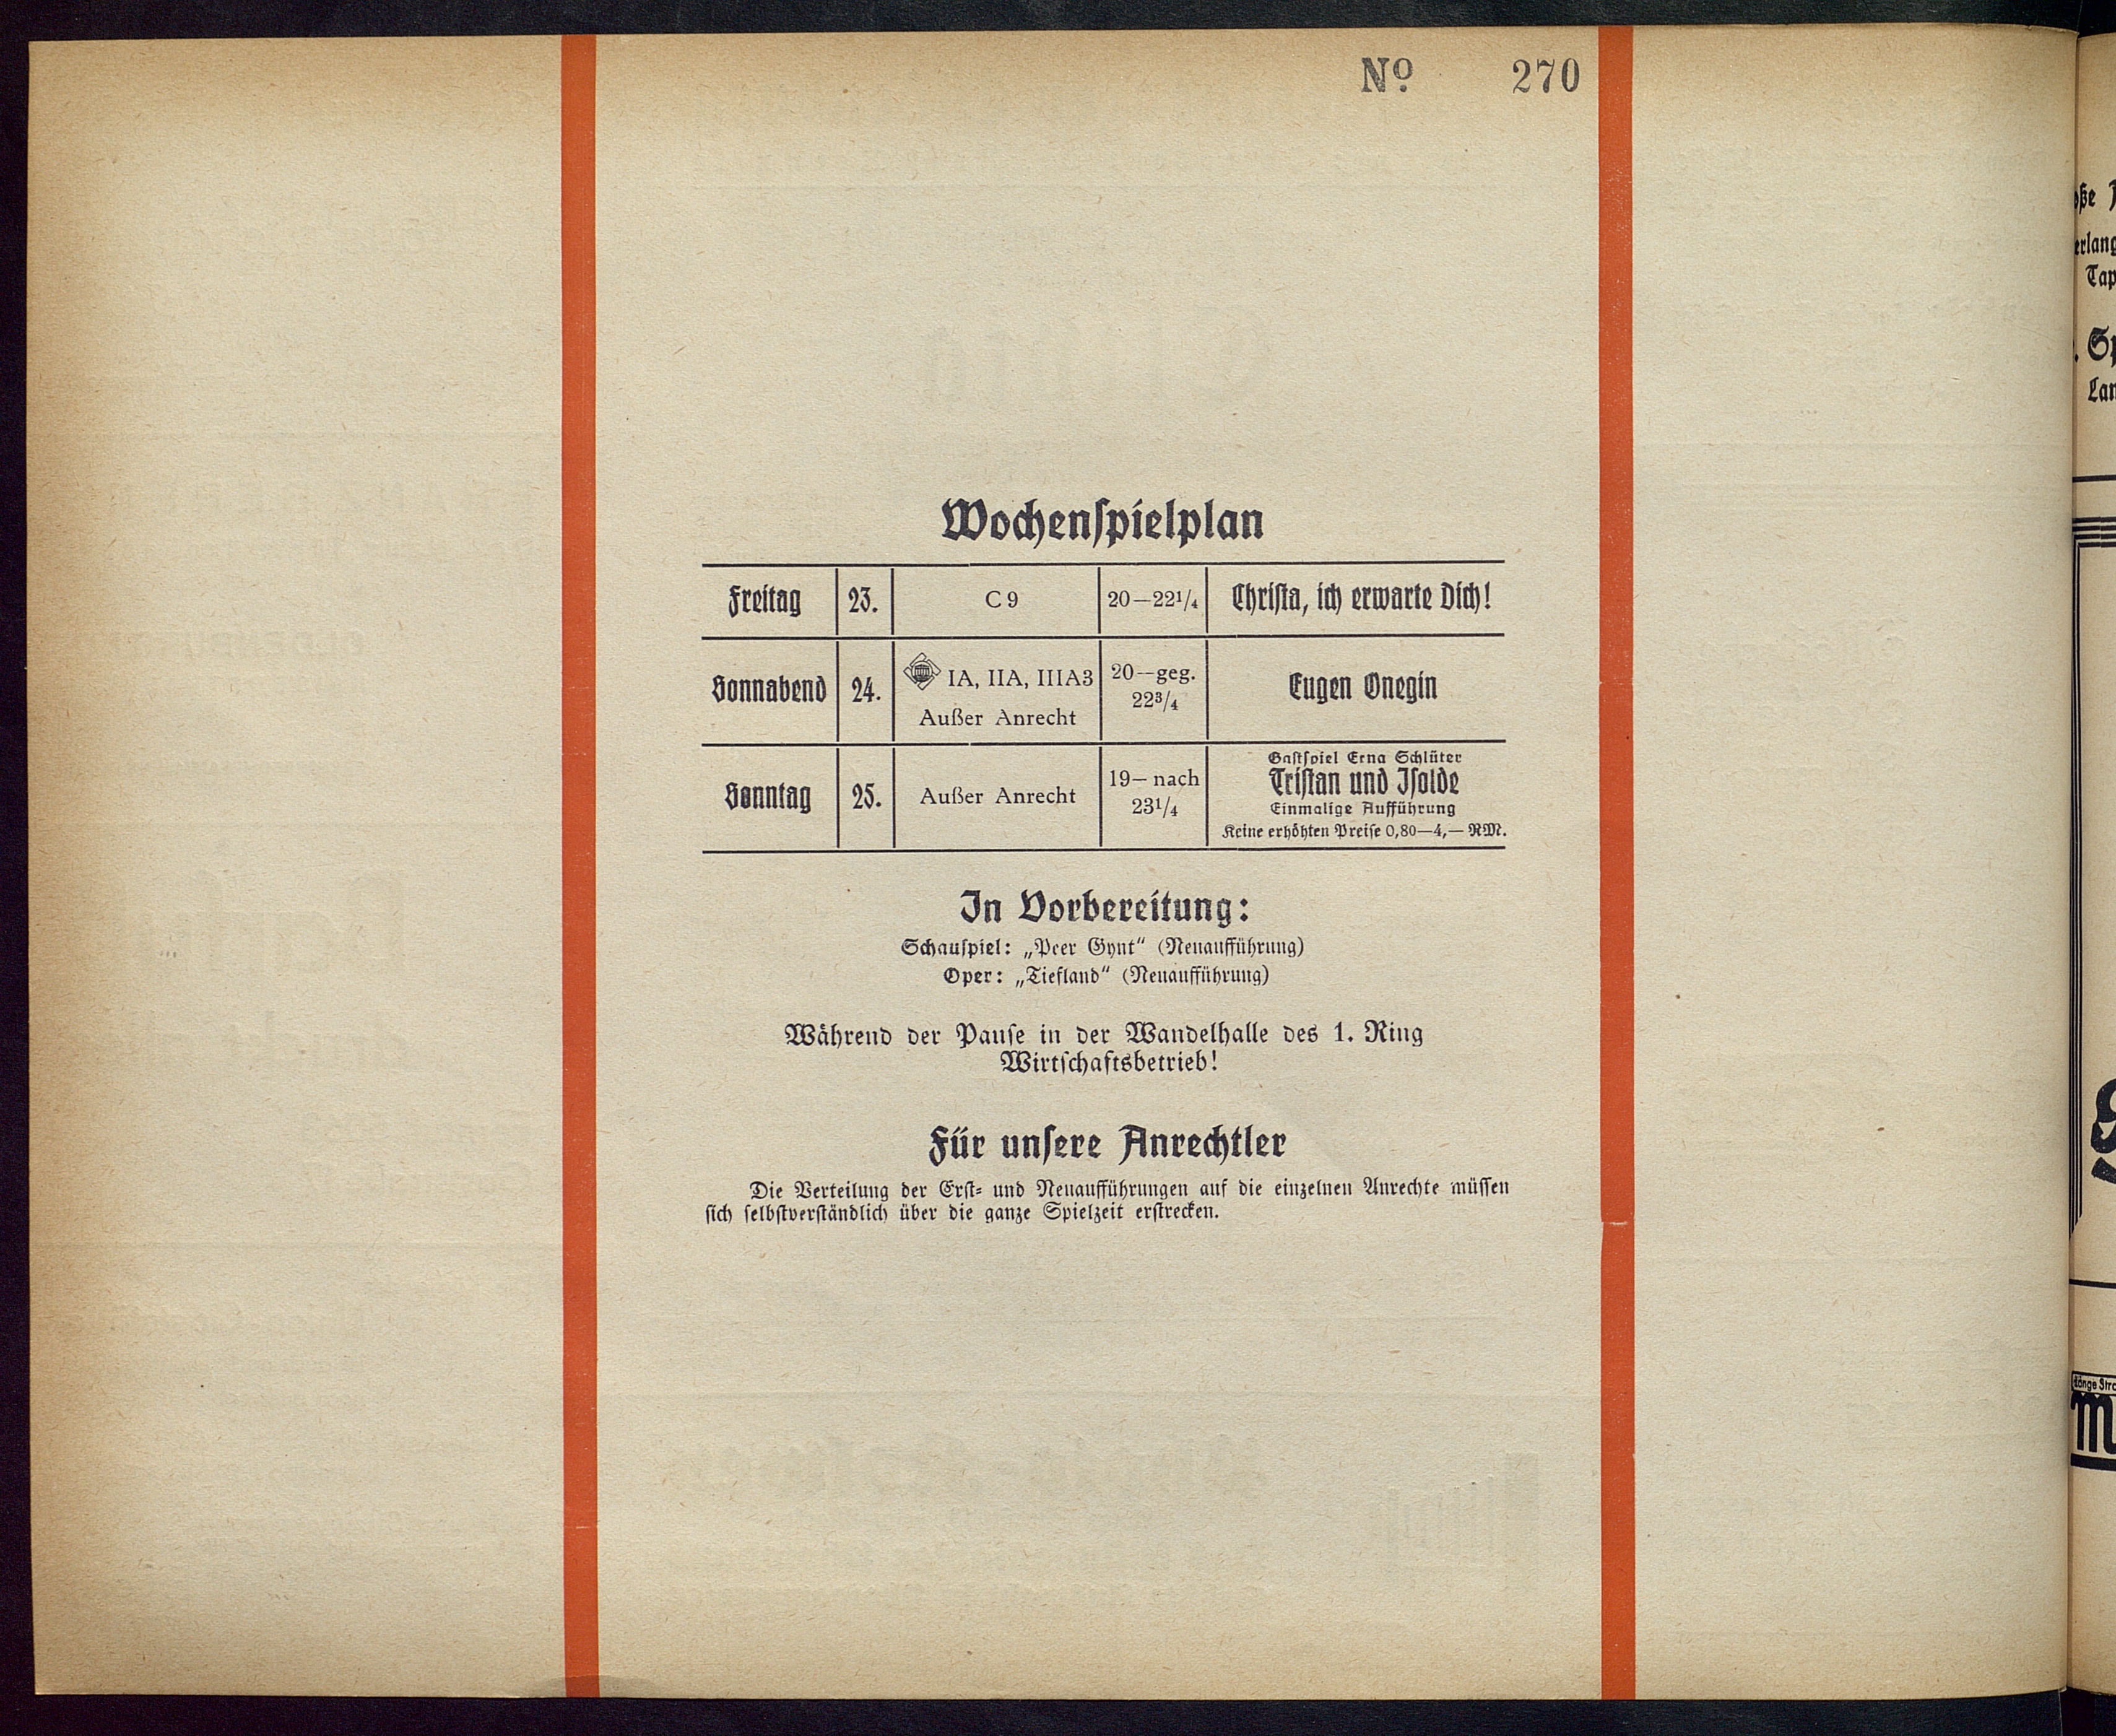 Nº 270
Wochenspielplan
Freitag 23. C 9 20—22¹/₄ Christa, ich erwarte Dich!
Sonnabend 24. IA, IIA, IIIA3 Außer Anrecht 20—geg. 22³/₄ Eugen Onegin
Sonntag 25. Außer Anrecht 19— nach 23¹/₄ Gastspiel Erna Schlüter
Tristan und Isolde
Einmalige Aufführung
Keine erhöhten Preise 0,80—4,— RM.
In Vorbereitung:
Schauspiel: „Peer Gynt“ (Neuaufführung)
Oper: „Tiefland“ (Neuaufführung)
Während der Pause in der Wandelhalle des 1. Ring
Wirtschaftsbetrieb!
Für unsere Anrechtler
Die Verteilung der Erst- und Neuaufführungen auf die einzelnen Anrechte müssen
sich selbstverständlich über die ganze Spielzeit erstrecken.